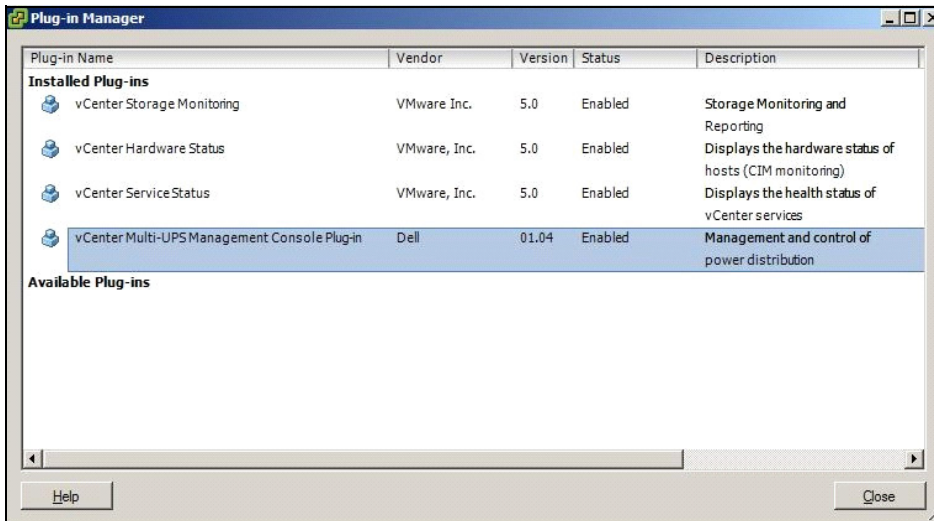 Plug-in Manager
Plug-in Name Vendor Version Status Description
Installed Plug-ins
vCenter Storage Monitoring VMware Inc. 5.0 Enabled Storage Monitoring and
Reporting
vCenter Hardware Status VMware, Inc. 5.0 Enabled Displays the hardware status of
hosts (CIM monitoring)
vCenter Service Status VMware, Inc. 5.0 Enabled Displays the health status of
vCenter services
vCenter Multi-UPS Management Console Plug-in Dell 01.04 Enabled Management and control of
power distribution
Available Plug-ins
Help Close